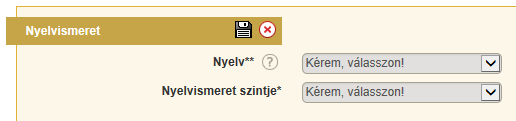 Nyelvismeret
Nyelv** ? Kérem, válasszon!
Nyelvismeret szintje* Kérem, válasszon!